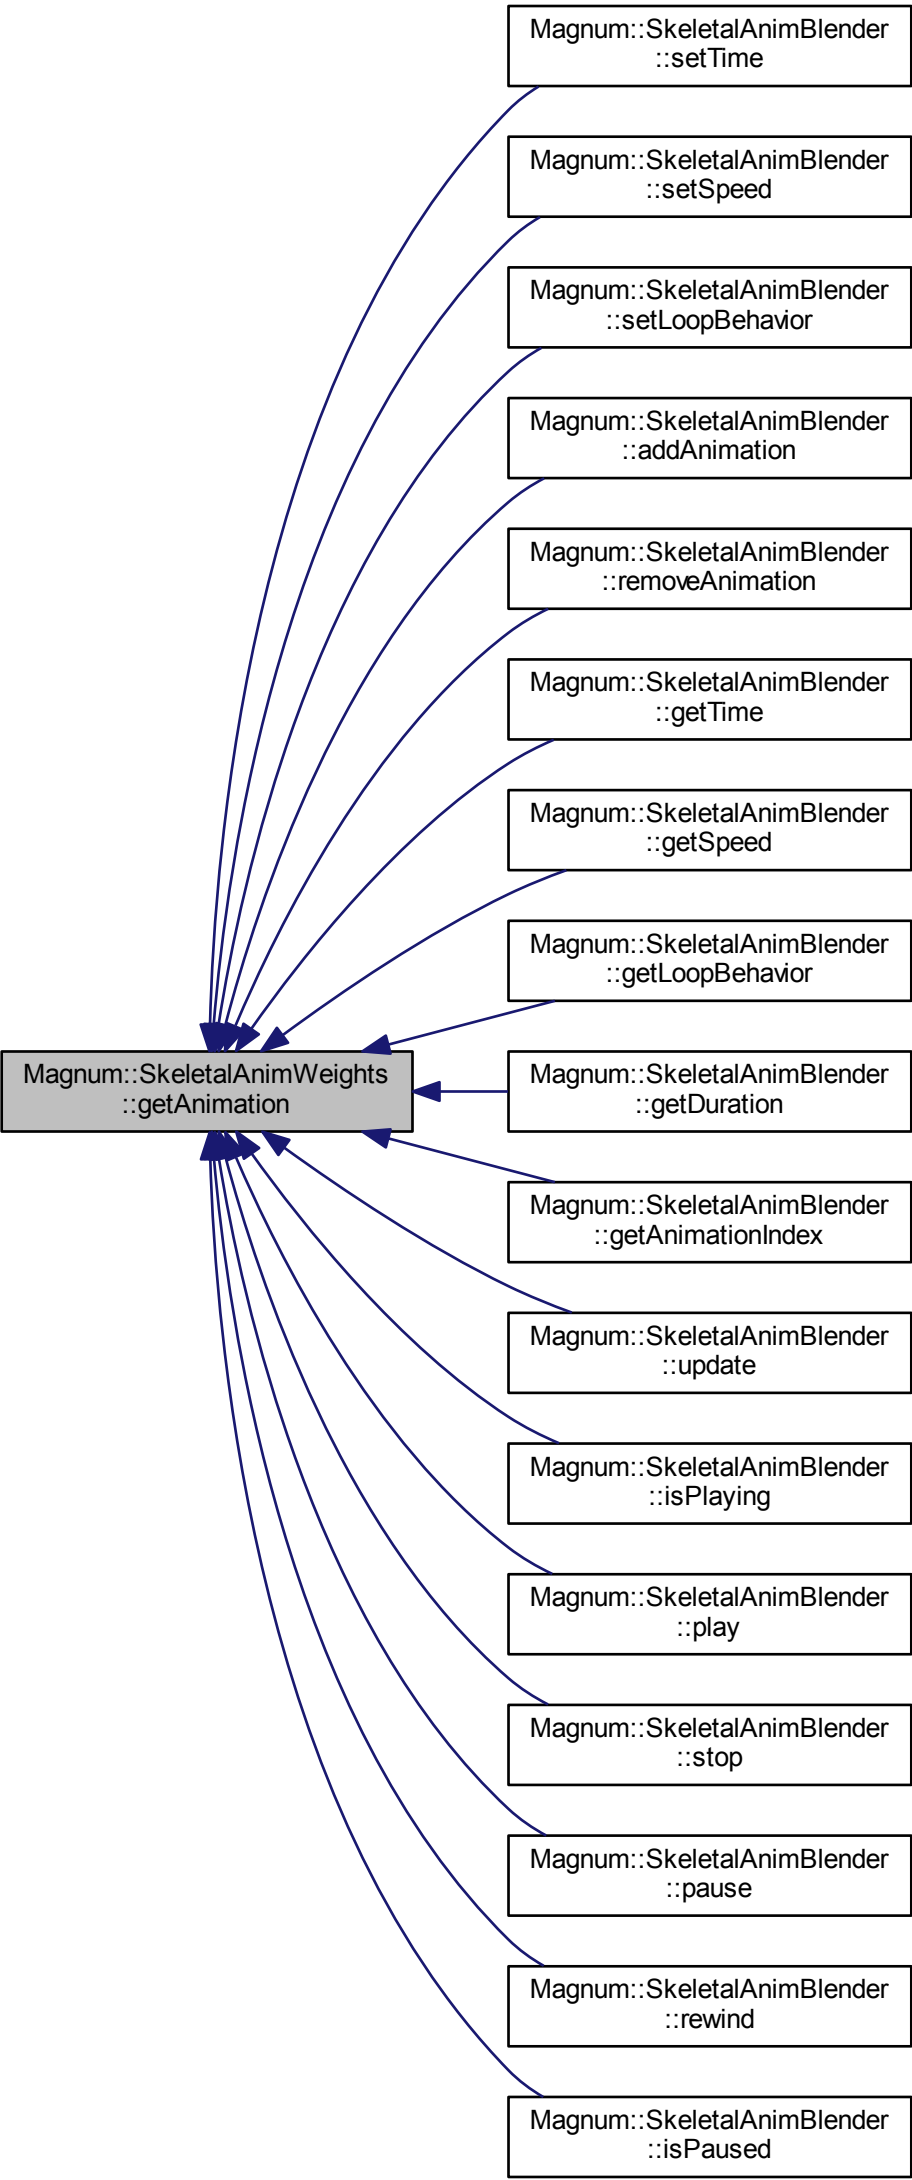 Magnum::SkeletalAnimBlender
::setTime
Magnum::SkeletalAnimBlender
::setSpeed
Magnum::SkeletalAnimBlender
::setLoopBehavior
Magnum::SkeletalAnimBlender
::addAnimation
Magnum::SkeletalAnimBlender
::removeAnimation
Magnum::SkeletalAnimBlender
::getTime
Magnum::SkeletalAnimBlender
::getSpeed
Magnum::SkeletalAnimBlender
::getLoopBehavior
Magnum::SkeletalAnimWeights
::getAnimation
Magnum::SkeletalAnimBlender
::getDuration
Magnum::SkeletalAnimBlender
::getAnimationIndex
Magnum::SkeletalAnimBlender
::update
Magnum::SkeletalAnimBlender
::isPlaying
Magnum::SkeletalAnimBlender
::play
Magnum::SkeletalAnimBlender
::stop
Magnum::SkeletalAnimBlender
::pause
Magnum::SkeletalAnimBlender
::rewind
Magnum::SkeletalAnimBlender
::isPaused